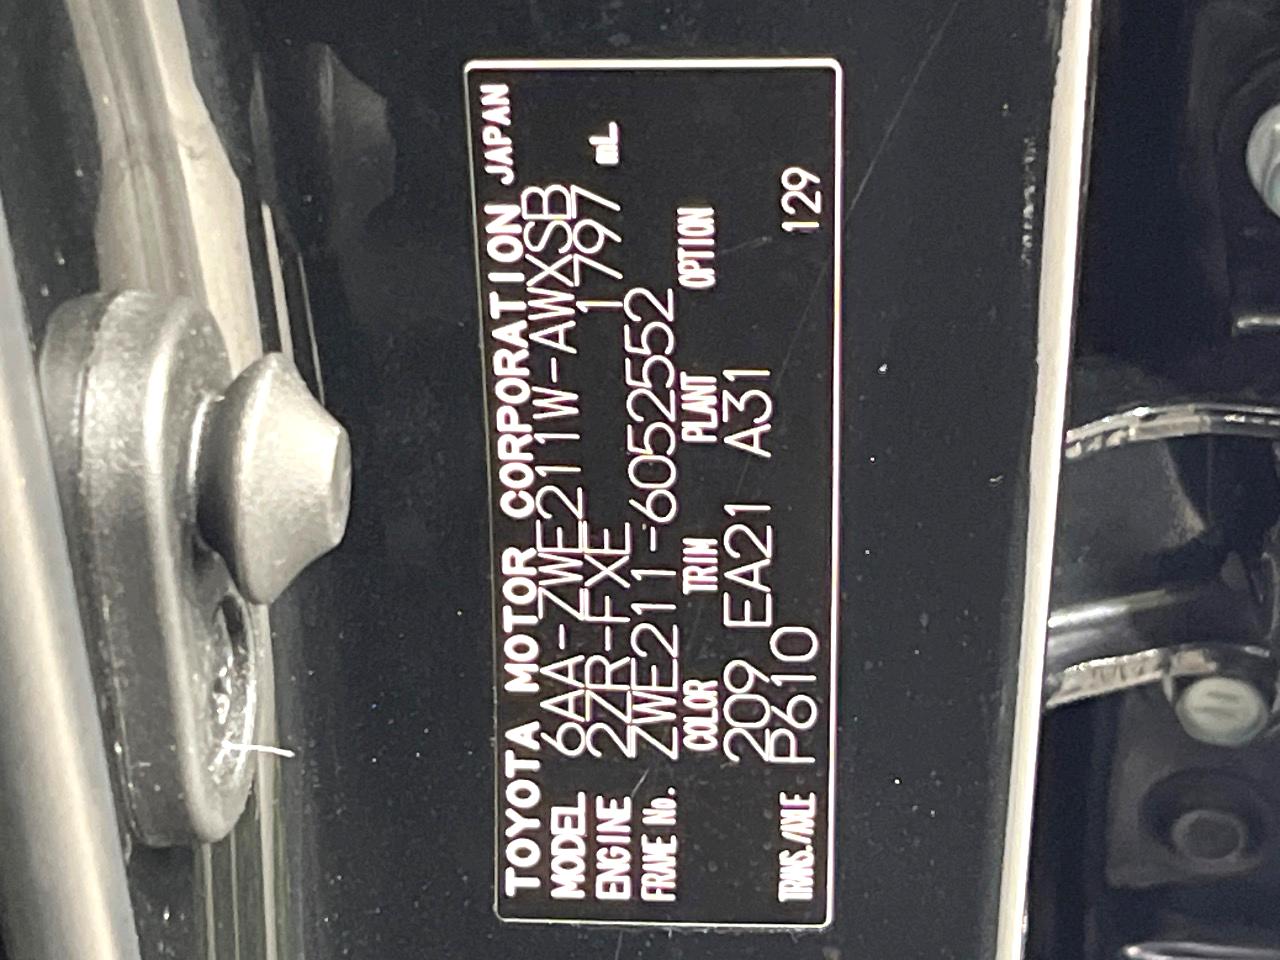 TOYOTA MOTOR CORPORATION JAPAN
MODEL 6AA-ZWE211W-AWXSB
ENGINE 2ZR-FXE 1797 mL
FRAME No. ZWE211-6052552
COLOR TRIM PLANT OPTION
209 EA21 A31
TRANS./AXLE P610 129